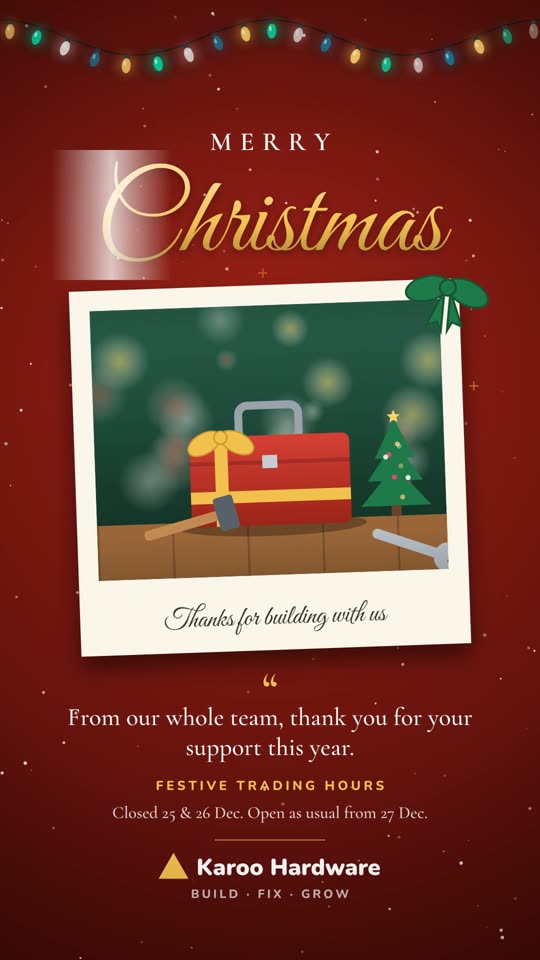 MERRY
Christmas
Thanks for building with us
“
From our whole team, thank you for your
support this year.
FESTIVE TRADING HOURS
Closed 25 & 26 Dec. Open as usual from 27 Dec.
Karoo Hardware
BUILD · FIX · GROW